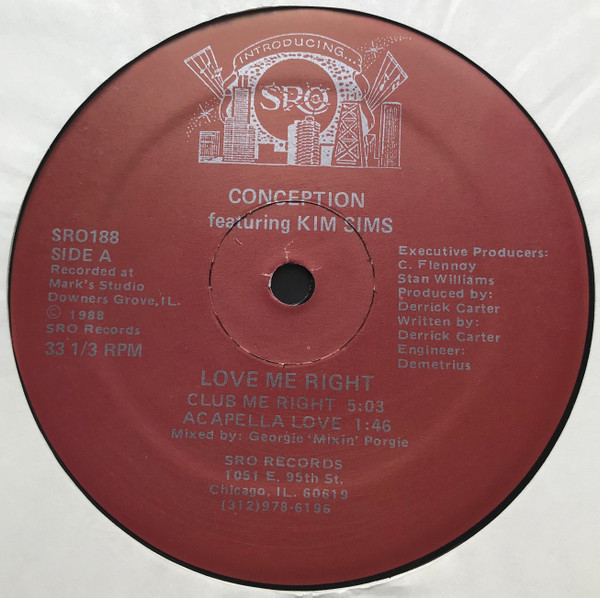 INTRODUCING...
SRO
CONCEPTION
featuring KIM SIMS
SRO188
SIDE A
Recorded at
Mark's Studio
Downers Grove, IL.
© 1988
SRO Records
33 1/3 RPM
Executive Producers:
C. Flennoy
Stan Williams
Produced by:
Derrick Carter
Written by:
Derrick Carter
Engineer:
Demetrius
LOVE ME RIGHT
CLUB ME RIGHT 5:03
ACAPELLA LOVE 1:46
Mixed by: Georgie 'Mixin' Porgie
SRO RECORDS
1051 E. 95th St.
Chicago, IL. 60619
(312)978-6196